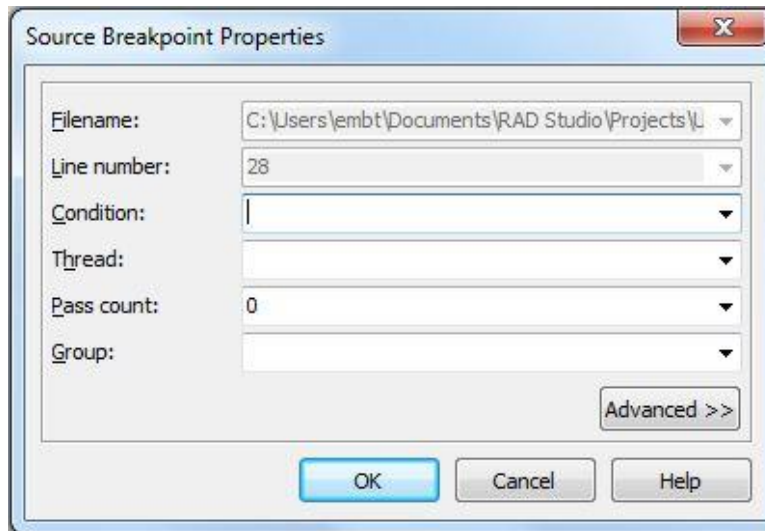 Source Breakpoint Properties
Filename: C:\Users\embt\Documents\RAD Studio\Projects\U
Line number: 28
Condition:
Thread:
Pass count: 0
Group:
Advanced >>
OK Cancel Help